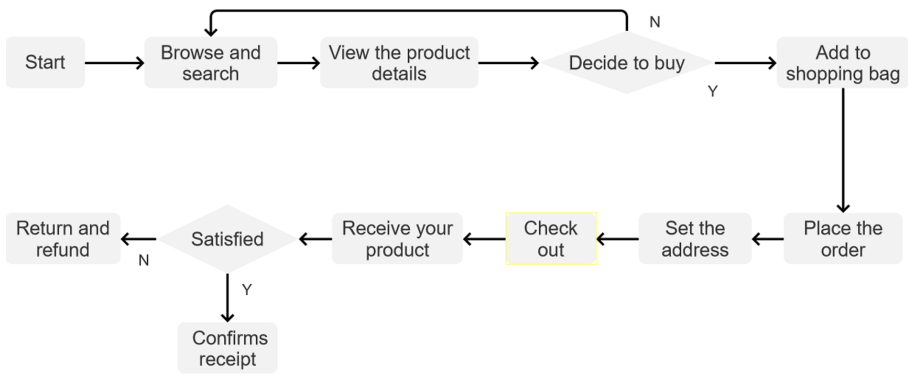 N
Start
Browse and
search
View the product
details
Decide to buy
Add to
shopping bag
Y
Return and
refund
Satisfied
Receive your
product
Check
out
Set the
address
Place the
order
N
Y
Confirms
receipt